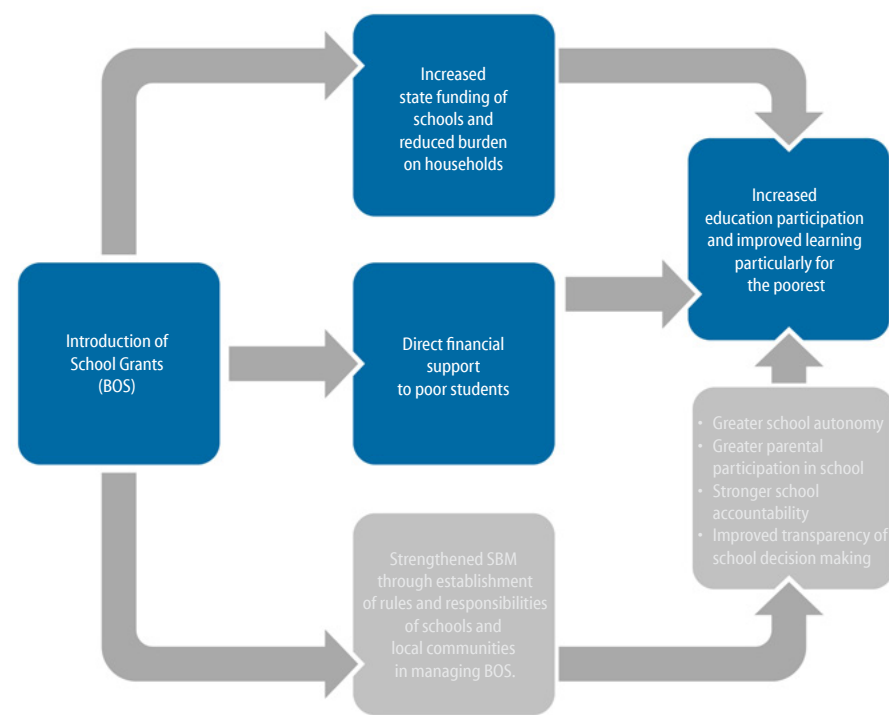 Increased
state funding of
schools and
reduced burden
on households
Increased
education participation
and improved learning
particularly for
the poorest
Introduction of
School Grants
(BOS)
Direct financial
support
to poor students
• Greater school autonomy
• Greater parental
participation in school
• Stronger school
accountability
• Improved transparency of
school decision making
Strengthened SBM
through establishment
of rules and responsibilities
of schools and
local communities
in managing BOS.